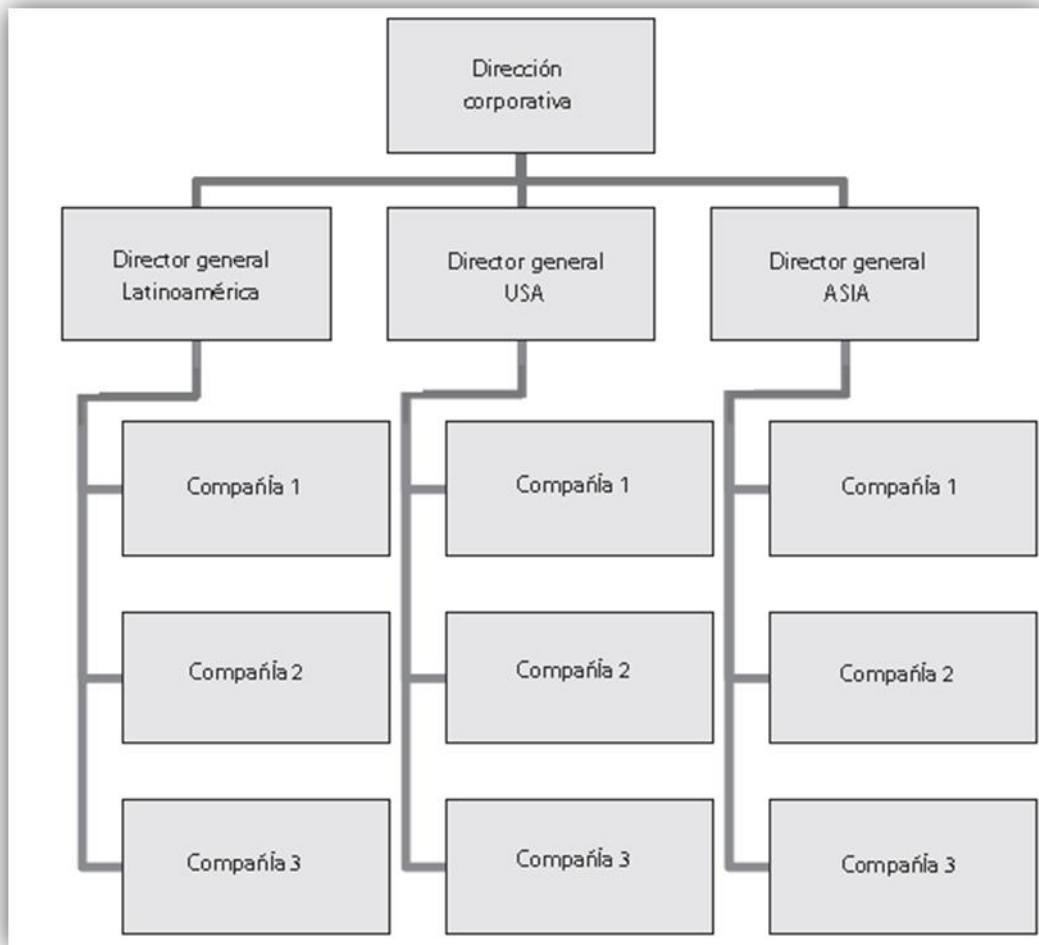 Dirección
corporativa
Director general
Latinoamérica
Director general
USA
Director general
ASIA
Compañía 1
Compañía 1
Compañía 1
Compañía 2
Compañía 2
Compañía 2
Compañía 3
Compañía 3
Compañía 3